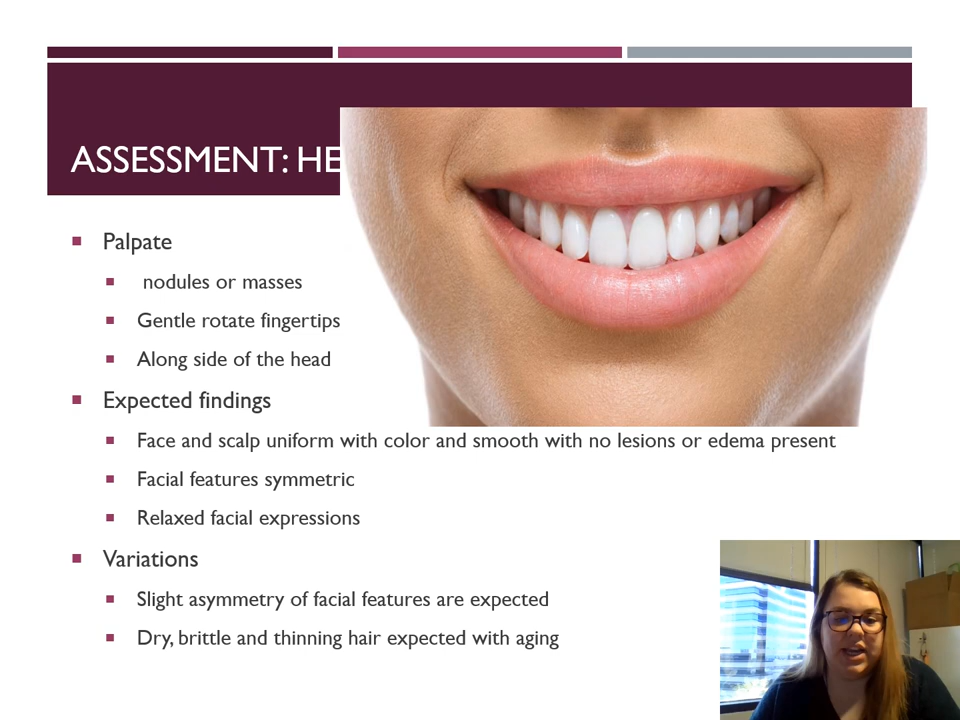 ASSESSMENT: HE
Palpate
nodules or masses
Gentle rotate fingertips
Along side of the head
Expected findings
Face and scalp uniform with color and smooth with no lesions or edema present
Facial features symmetric
Relaxed facial expressions
Variations
Slight asymmetry of facial features are expected
Dry, brittle and thinning hair expected with aging